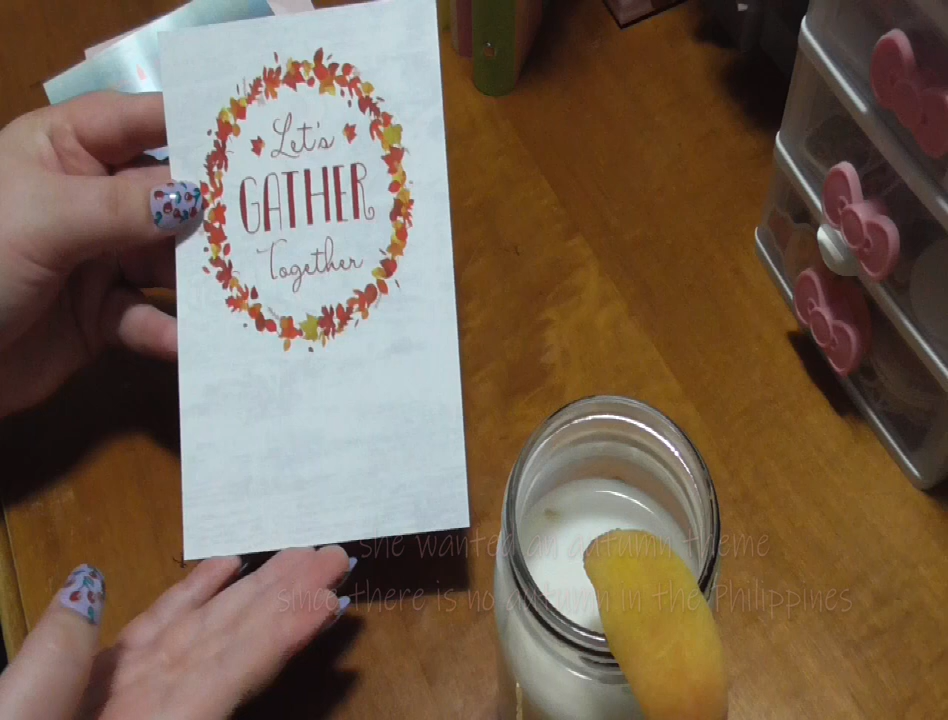 Let's
GATHER
Together
she wanted an autumn theme
since there is no autumn in the Philippines